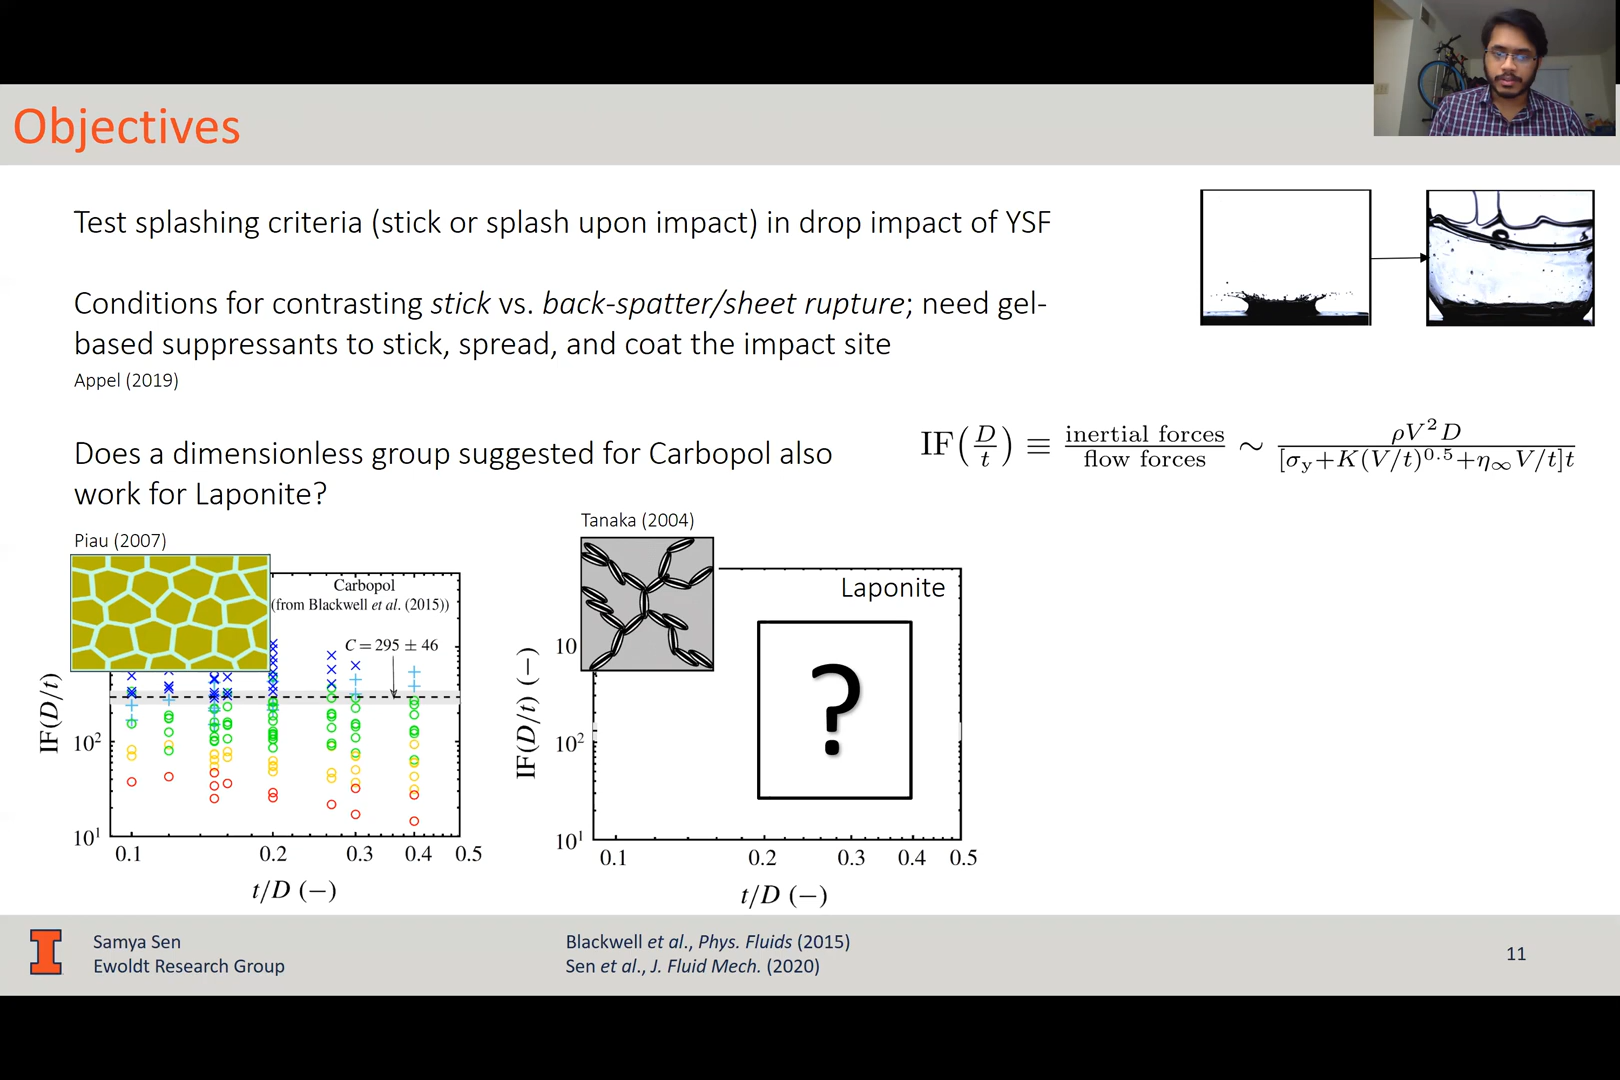 Objectives
Test splashing criteria (stick or splash upon impact) in drop impact of YSF
Conditions for contrasting stick vs. back-spatter/sheet rupture; need gel-
based suppressants to stick, spread, and coat the impact site
Appel (2019)
Does a dimensionless group suggested for Carbopol also
work for Laponite?
IF(D/t) ≡ inertial forces/flow forces ∼ ρV²D/[σy+K(V/t)^0.5+η∞V/t]t
Piau (2007)
Carbopol
(from Blackwell et al. (2015))
C = 295 ± 46
IF(D/t)
10²
10¹
0.1 0.2 0.3 0.4 0.5
t/D (−)
Tanaka (2004)
Laponite
?
IF(D/t) (−)
10
10²
10¹
0.1 0.2 0.3 0.4 0.5
t/D (−)
I
Samya Sen
Ewoldt Research Group
Blackwell et al., Phys. Fluids (2015)
Sen et al., J. Fluid Mech. (2020)
11